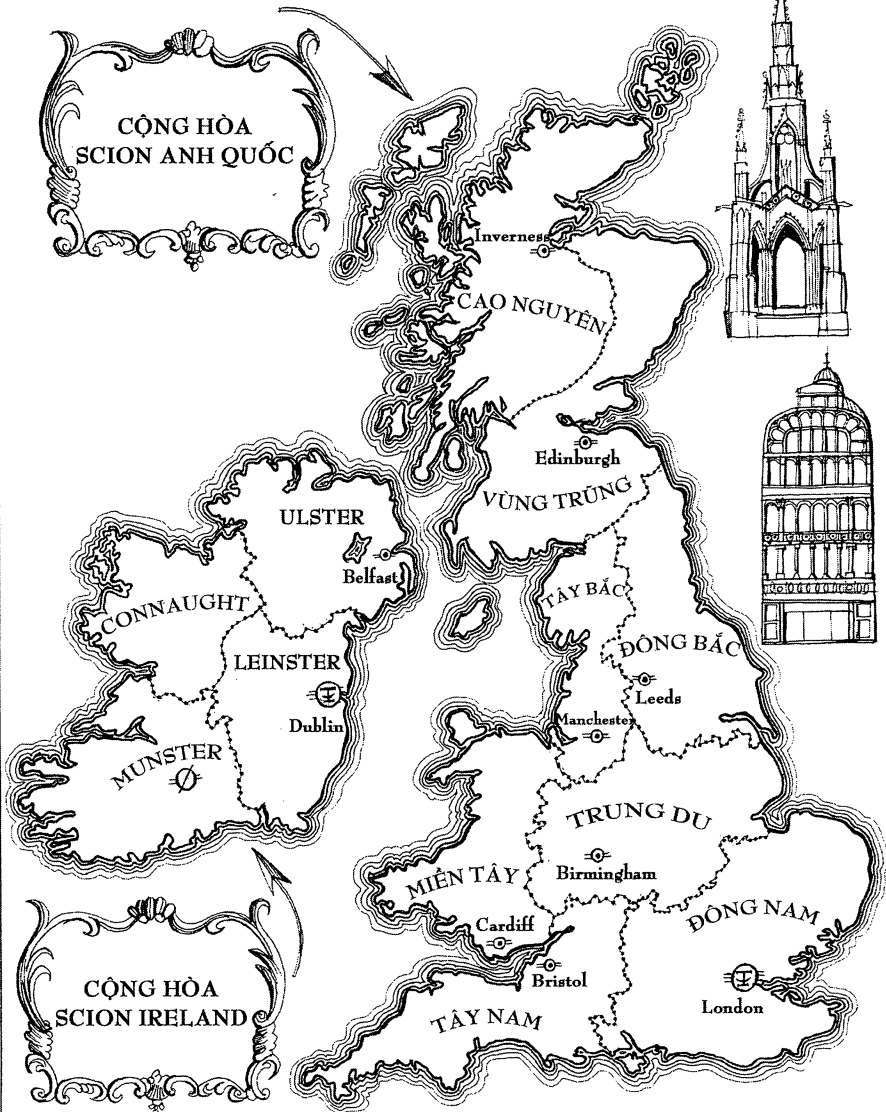 CỘNG HÒA
SCION ANH QUỐC
Inverness
CAO NGUYÊN
Edinburgh
VÙNG TRŨNG
ULSTER
Belfast
TÂY BẮC
CONNAUGHT
ĐÔNG BẮC
LEINSTER
Leeds
Dublin
Manchester
MUNSTER
TRUNG DU
Birmingham
MIỀN TÂY
ĐÔNG NAM
Cardiff
Bristol
CỘNG HÒA
SCION IRELAND
London
TÂY NAM